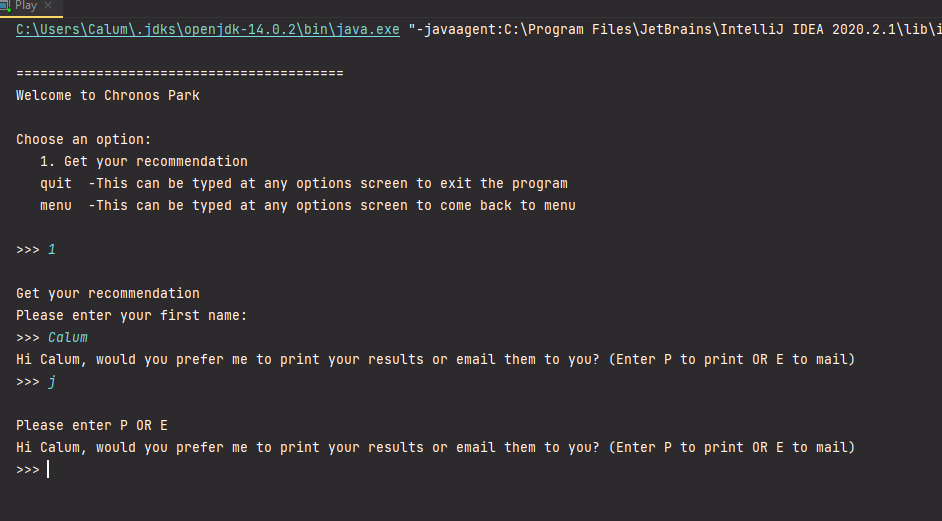 Play
C:\Users\Calum\.jdks\openjdk-14.0.2\bin\java.exe "-javaagent:C:\Program Files\JetBrains\IntelliJ IDEA 2020.2.1\lib\i
=========================================
Welcome to Chronos Park
Choose an option:
1. Get your recommendation
quit -This can be typed at any options screen to exit the program
menu -This can be typed at any options screen to come back to menu
>>> 1
Get your recommendation
Please enter your first name:
>>> Calum
Hi Calum, would you prefer me to print your results or email them to you? (Enter P to print OR E to mail)
>>> j
Please enter P OR E
Hi Calum, would you prefer me to print your results or email them to you? (Enter P to print OR E to mail)
>>>